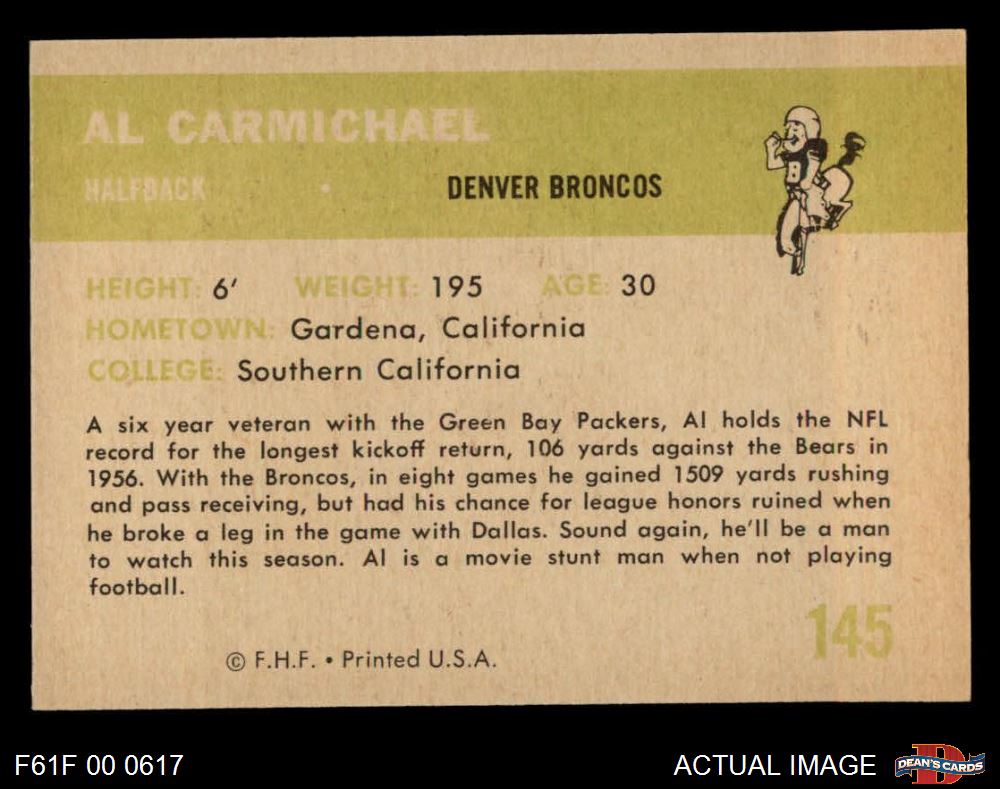 AL CARMICHAEL
HALFBACK • DENVER BRONCOS
8
HEIGHT: 6' WEIGHT: 195 AGE: 30
HOMETOWN: Gardena, California
COLLEGE: Southern California
A six year veteran with the Green Bay Packers, Al holds the NFL
record for the longest kickoff return, 106 yards against the Bears in
1956. With the Broncos, in eight games he gained 1509 yards rushing
and pass receiving, but had his chance for league honors ruined when
he broke a leg in the game with Dallas. Sound again, he'll be a man
to watch this season. Al is a movie stunt man when not playing
football.
145
© F.H.F. • Printed U.S.A.
F61F 00 0617
ACTUAL IMAGE
D
DEAN'S CARDS